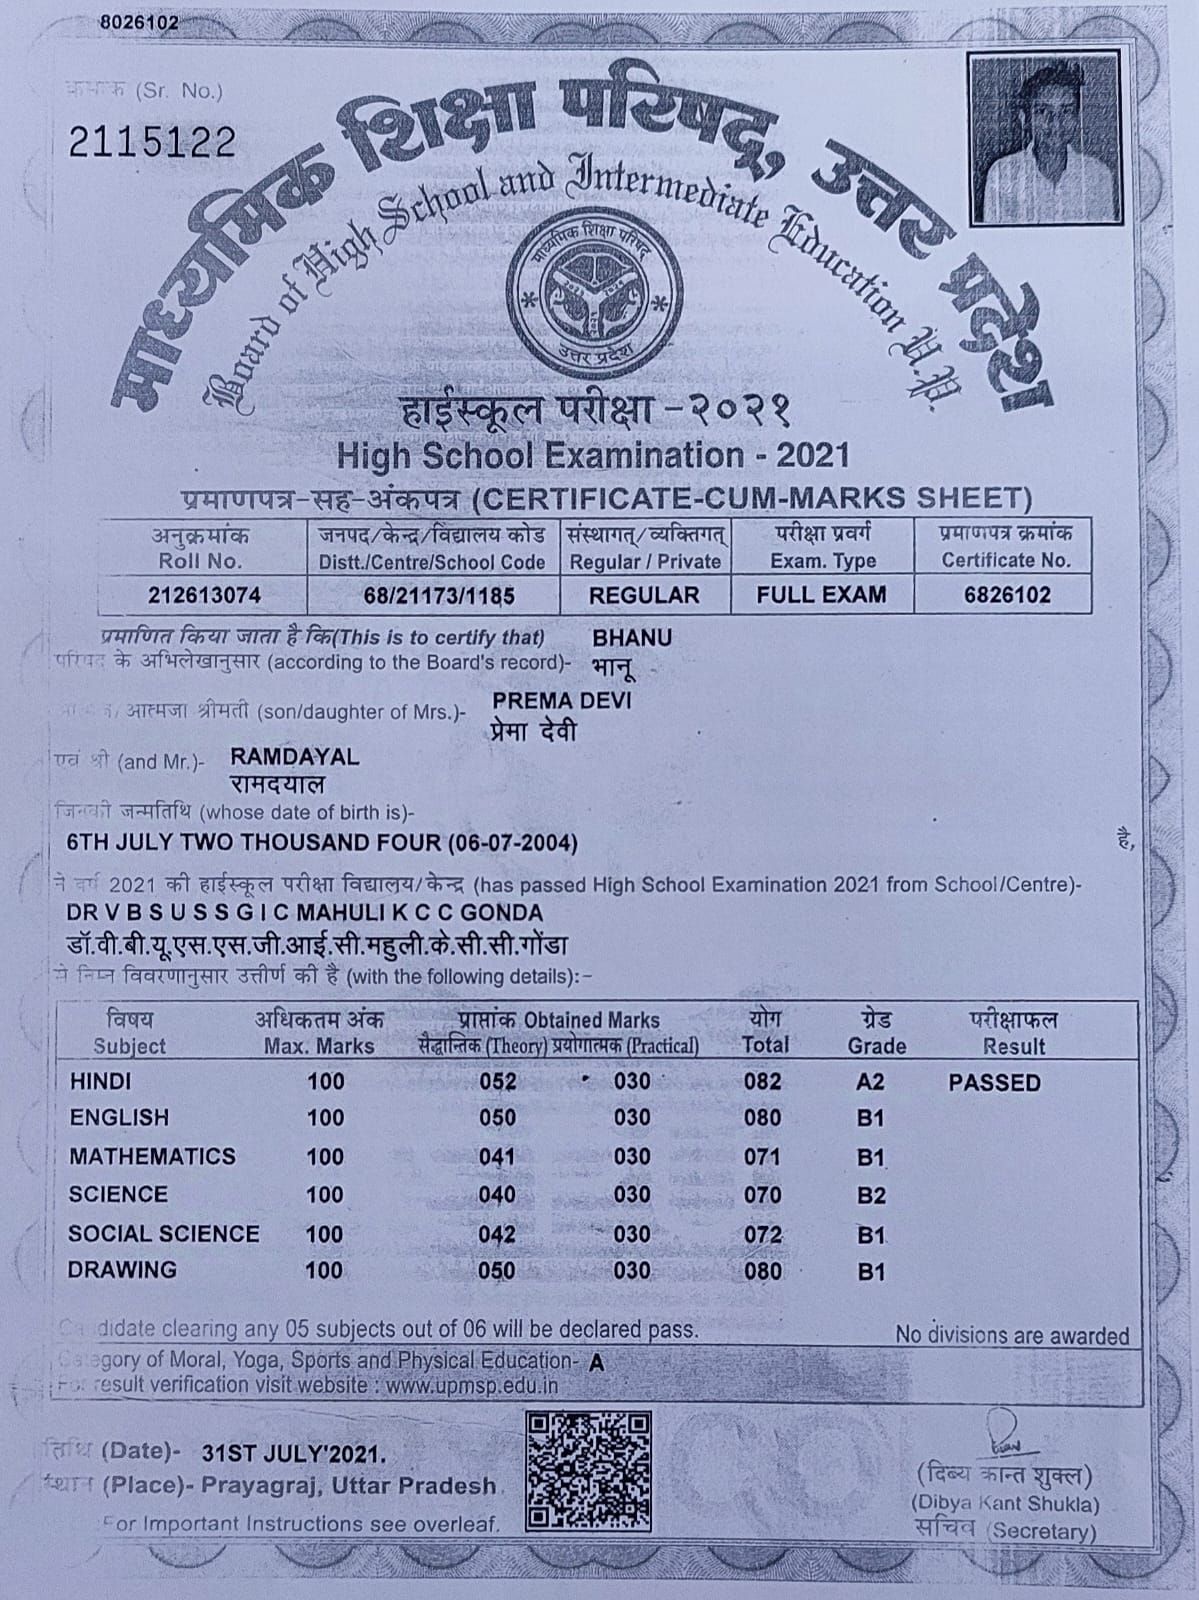 8026102
क्रमांक (Sr. No.)
2115122
माध्यमिक शिक्षा परिषद्, उत्तर प्रदेश
Board of High School and Intermediate Education U.P.
माध्यमिक शिक्षा परिषद्
उत्तर प्रदेश
हाईस्कूल परीक्षा -२०२१
High School Examination - 2021
प्रमाणपत्र-सह-अंकपत्र (CERTIFICATE-CUM-MARKS SHEET)
अनुक्रमांक जनपद/केन्द्र/विद्यालय कोड संस्थागत्/व्यक्तिगत् परीक्षा प्रवर्ग प्रमाणपत्र क्रमांक
Roll No. Distt./Centre/School Code Regular / Private Exam. Type Certificate No.
212613074 68/21173/1185 REGULAR FULL EXAM 6826102
प्रमाणित किया जाता है कि(This is to certify that) BHANU
परिषद के अभिलेखानुसार (according to the Board's record)- भानू
आत्मजा श्रीमती (son/daughter of Mrs.)- PREMA DEVI
प्रेमा देवी
एवं श्री (and Mr.)- RAMDAYAL
रामदयाल
जिनकी जन्मतिथि (whose date of birth is)-
6TH JULY TWO THOUSAND FOUR (06-07-2004) है,
ने वर्ष 2021 की हाईस्कूल परीक्षा विद्यालय/केन्द्र (has passed High School Examination 2021 from School/Centre)-
DR V B S U S S G I C MAHULI K C C GONDA
डॉ.वी.बी.यू.एस.एस.जी.आई.सी.महुली.के.सी.सी.गोंडा
से निम्न विवरणानुसार उत्तीर्ण की है (with the following details):-
विषय अधिकतम अंक प्राप्तांक Obtained Marks योग ग्रेड परीक्षाफल
Subject Max. Marks सैद्धान्तिक (Theory) प्रयोगात्मक (Practical) Total Grade Result
HINDI 100 052 030 082 A2 PASSED
ENGLISH 100 050 030 080 B1
MATHEMATICS 100 041 030 071 B1
SCIENCE 100 040 030 070 B2
SOCIAL SCIENCE 100 042 030 072 B1
DRAWING 100 050 030 080 B1
Candidate clearing any 05 subjects out of 06 will be declared pass. No divisions are awarded
Category of Moral, Yoga, Sports and Physical Education- A
For result verification visit website : www.upmsp.edu.in
तिथि (Date)- 31ST JULY'2021.
स्थान (Place)- Prayagraj, Uttar Pradesh
(दिब्य कान्त शुक्ल)
(Dibya Kant Shukla)
सचिव (Secretary)
For Important Instructions see overleaf.